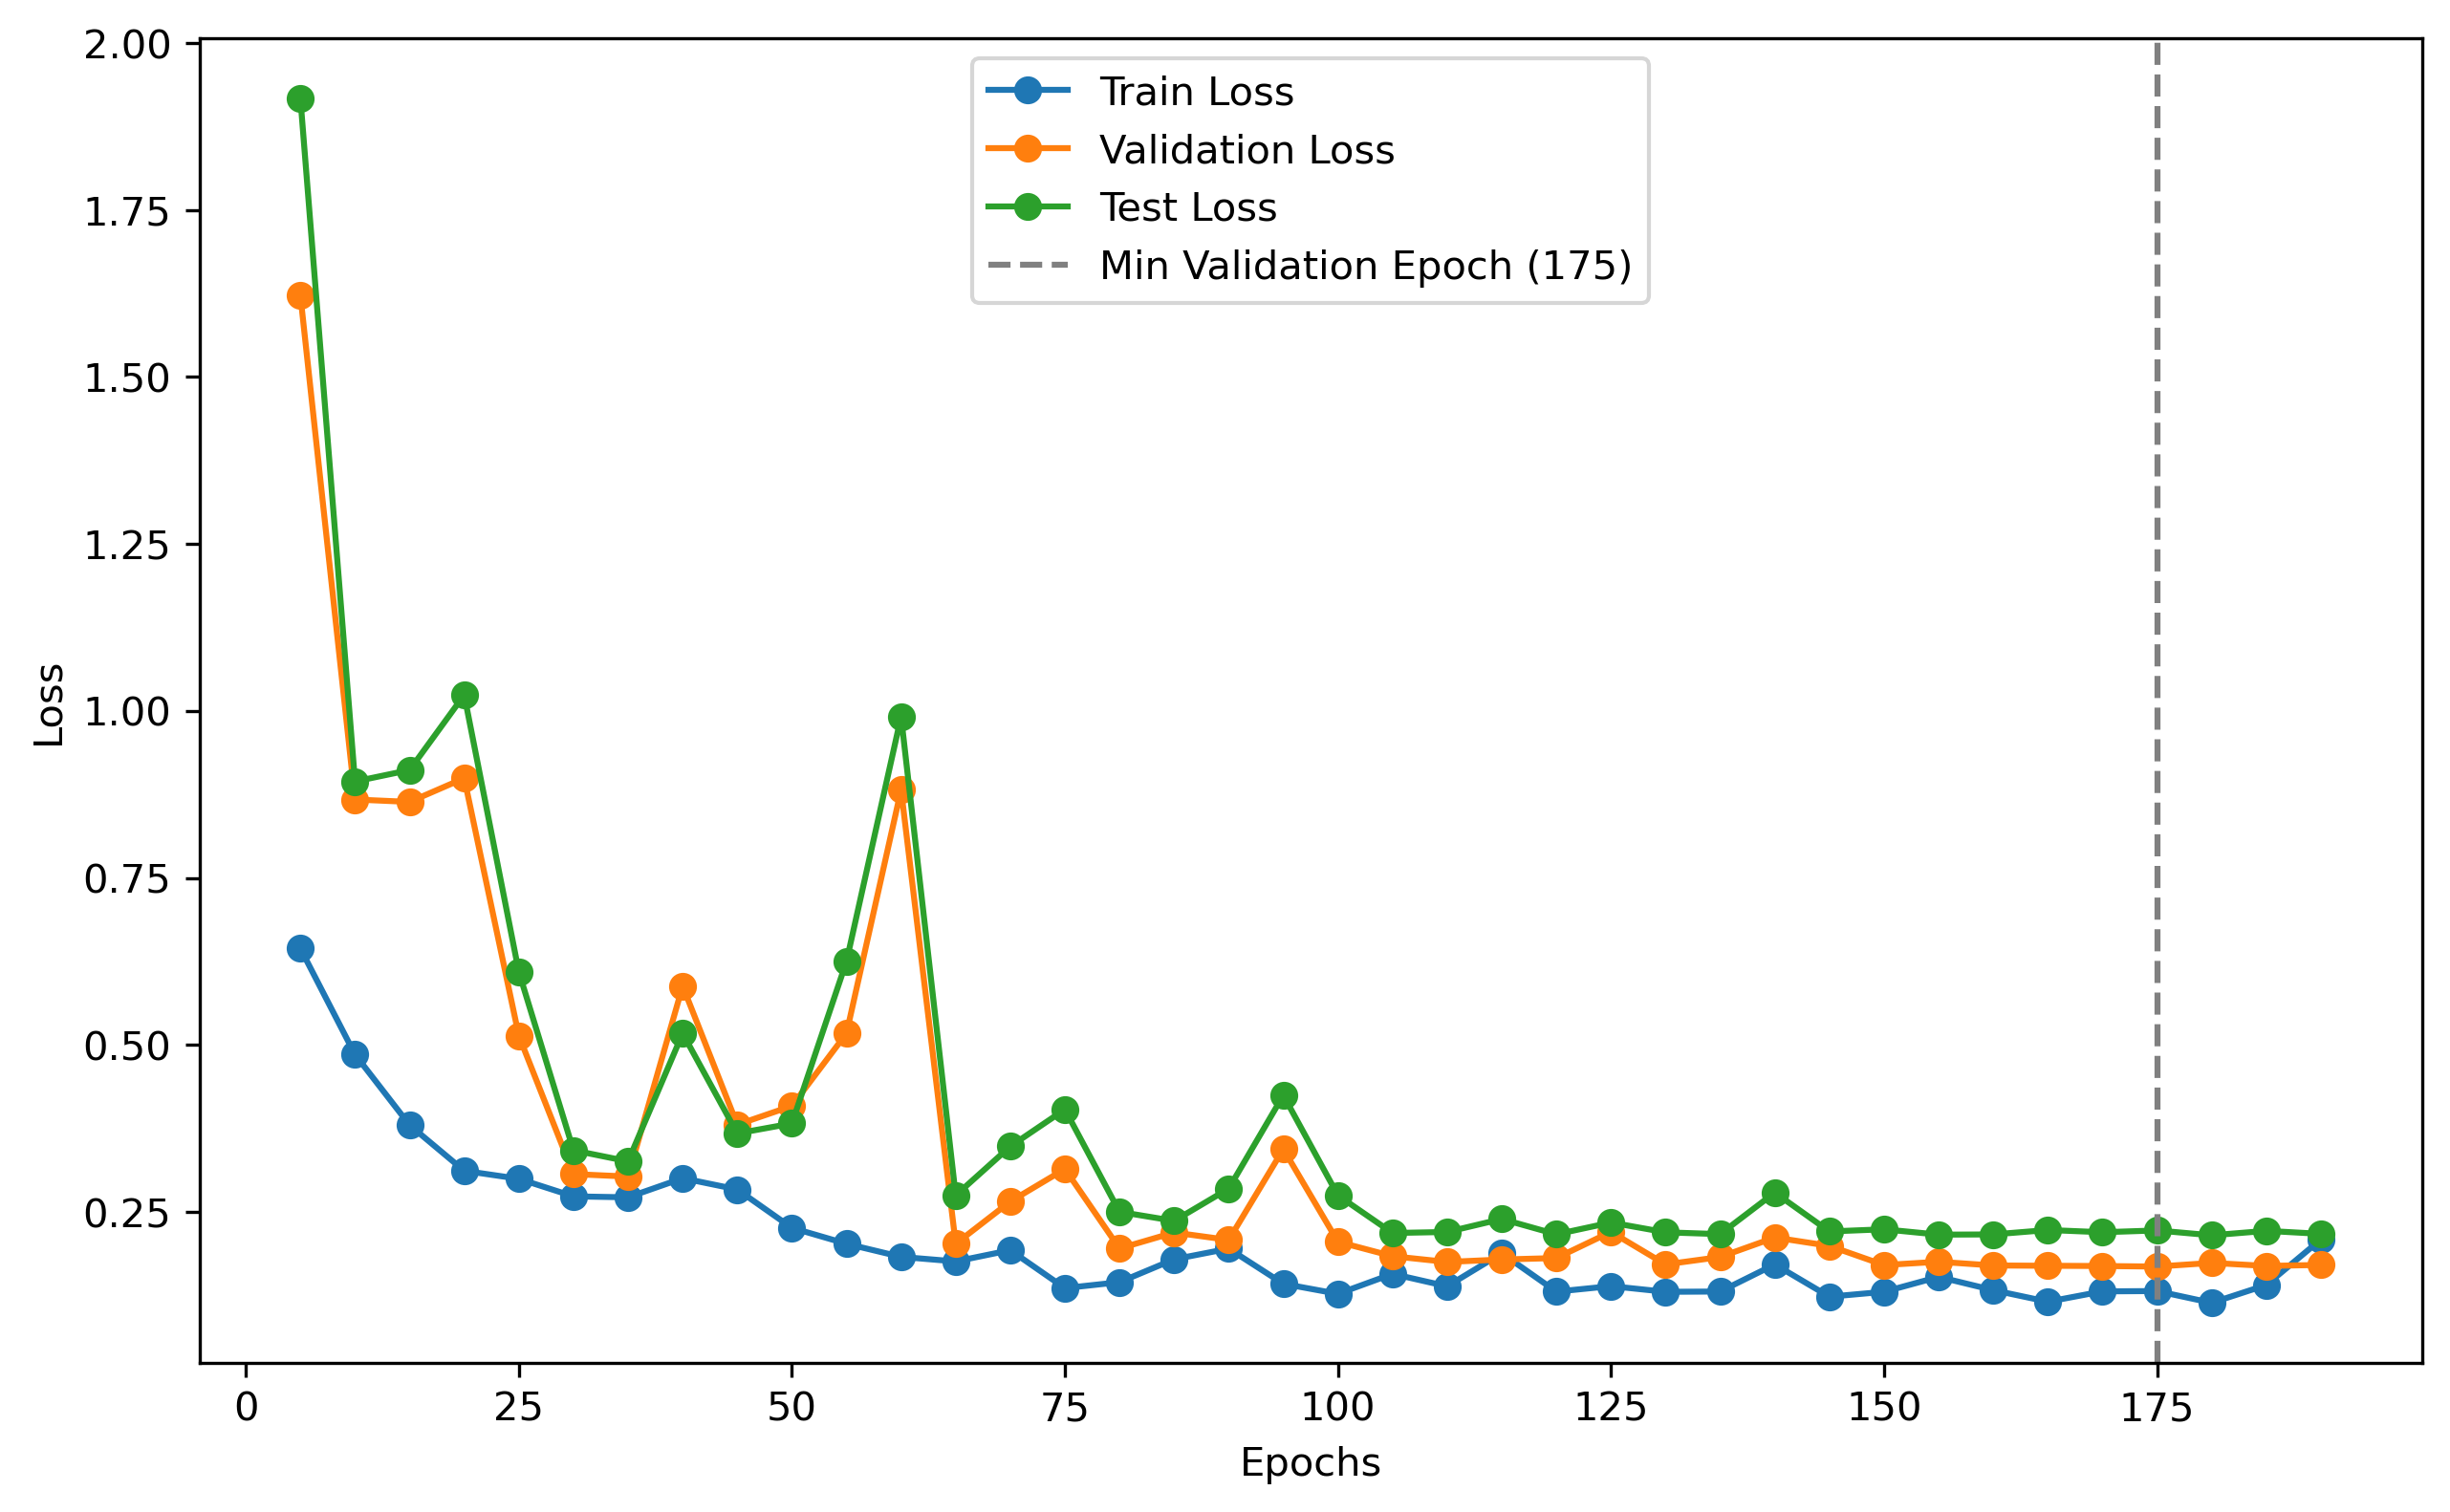 2.00
1.75
1.50
1.25
1.00
0.75
0.50
0.25
Loss
Train Loss
Validation Loss
Test Loss
Min Validation Epoch (175)
0 25 50 75 100 125 150 175
Epochs